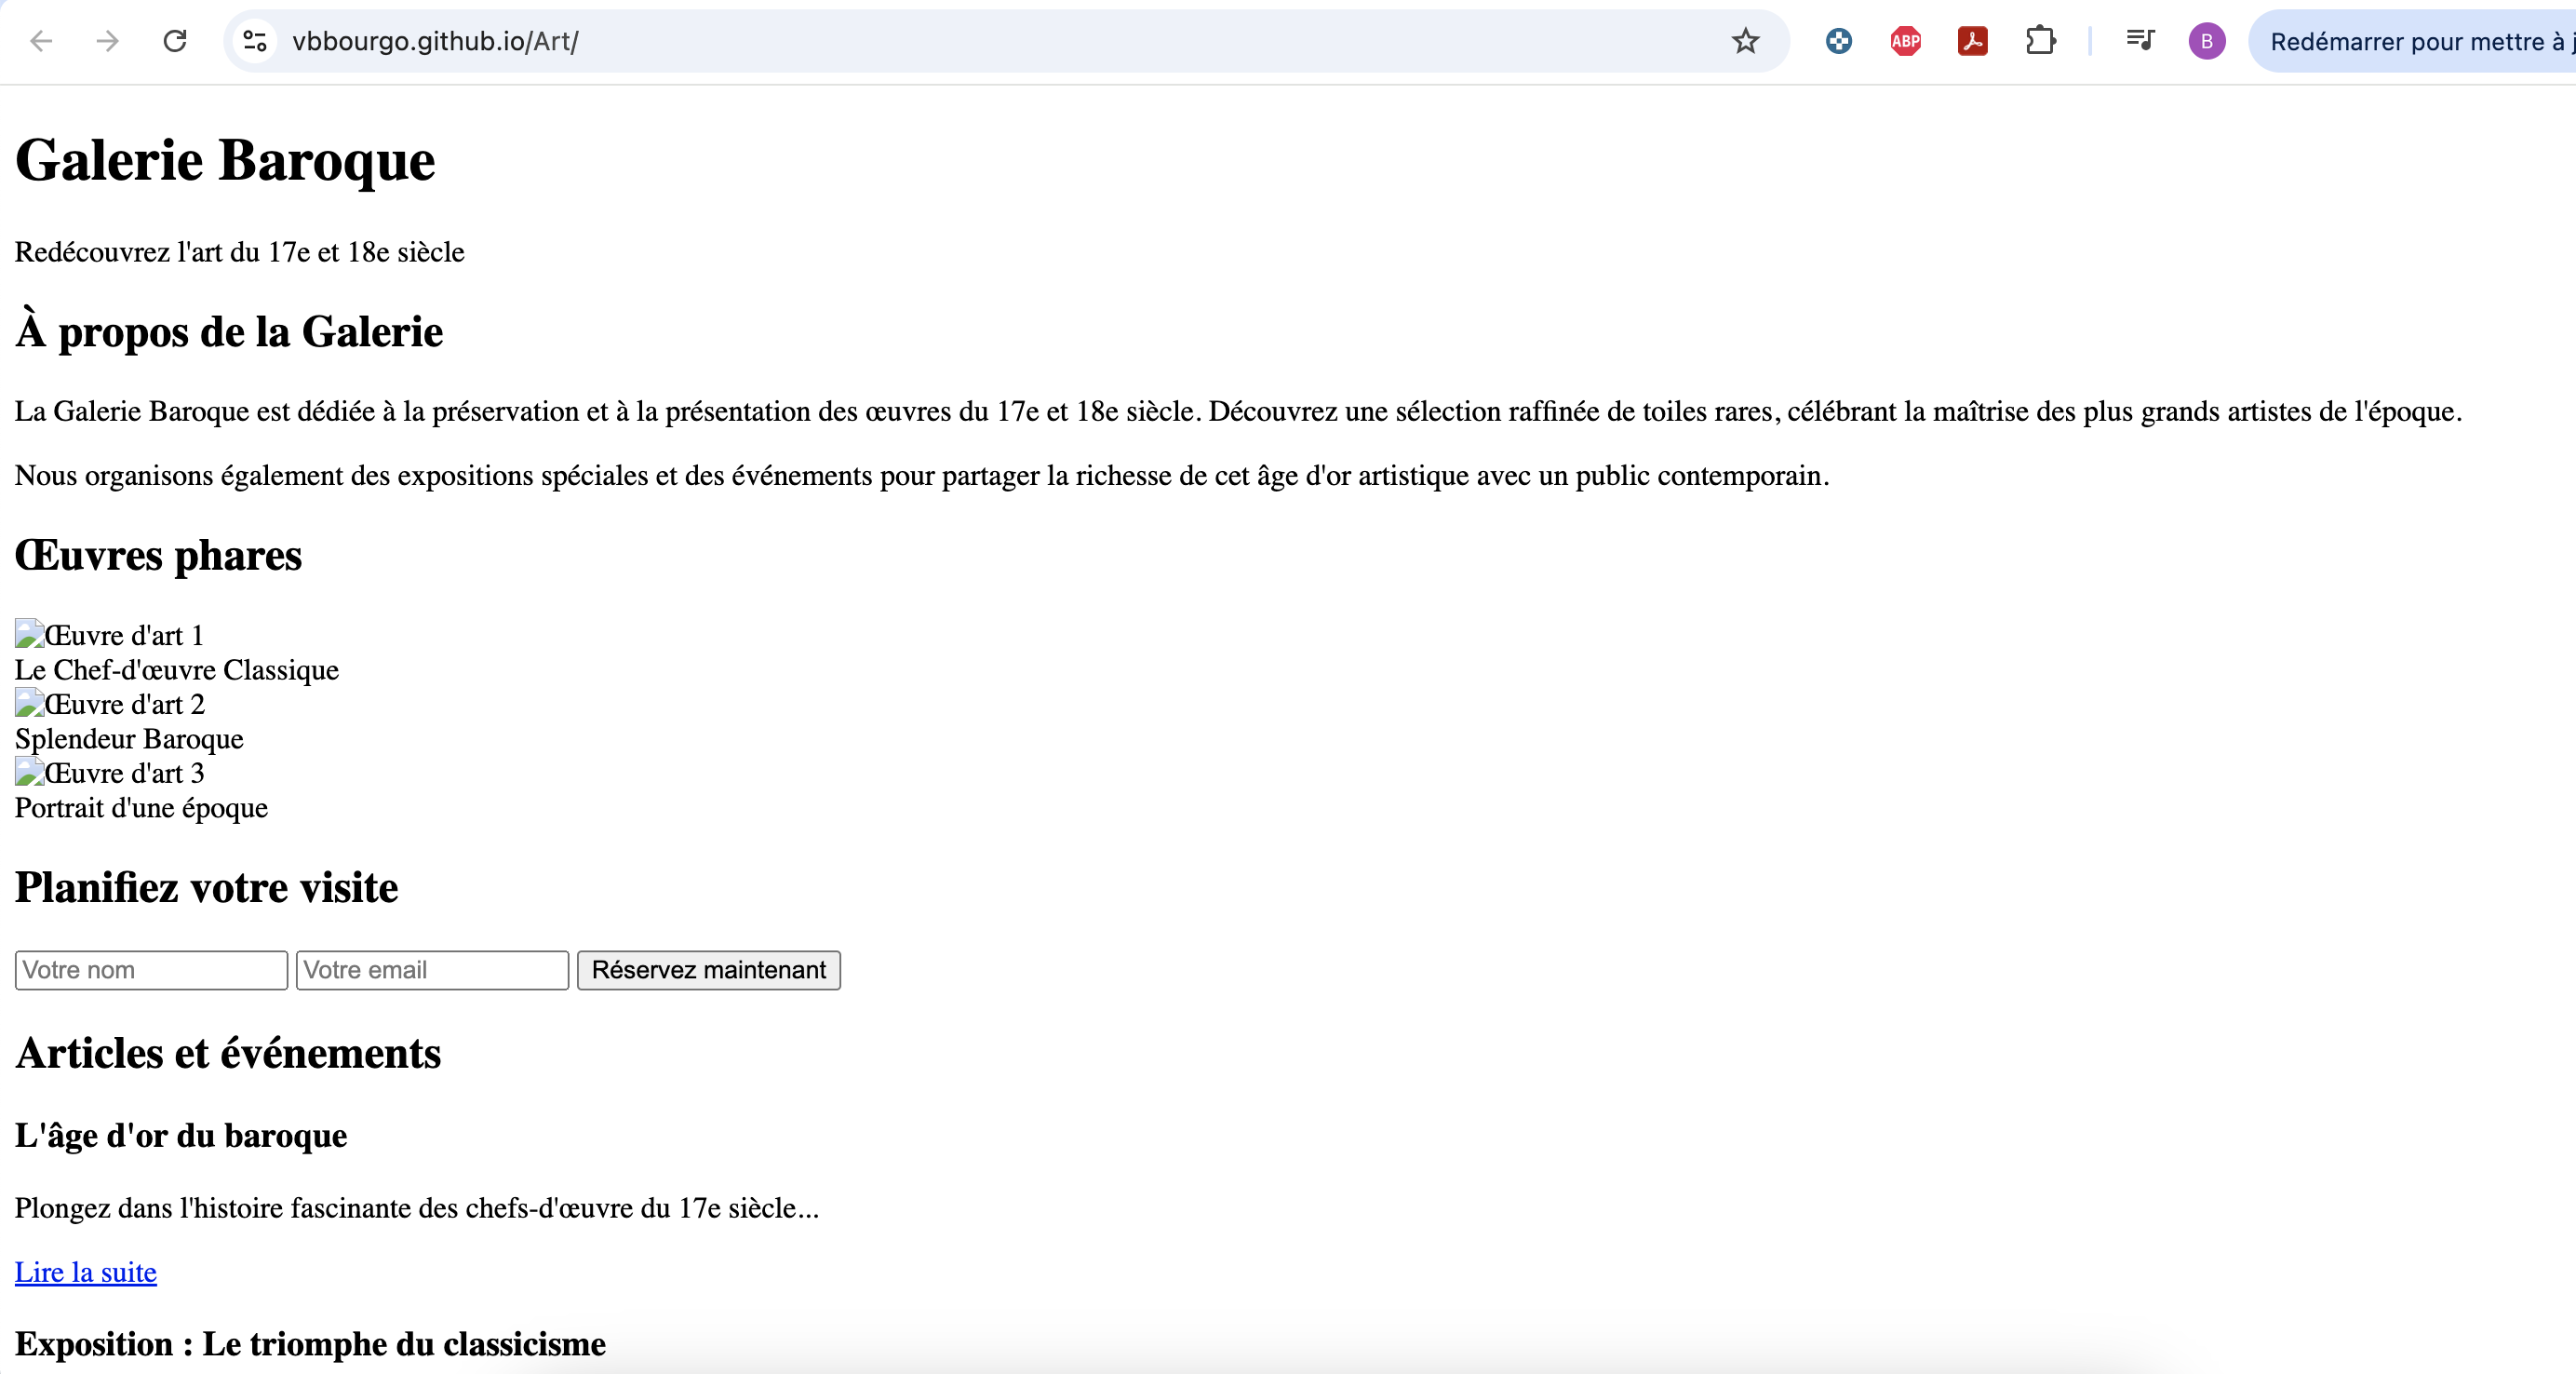 vbbourgo.github.io/Art/
ABP
B
Redémarrer pour mettre à j
Galerie Baroque
Redécouvrez l'art du 17e et 18e siècle
À propos de la Galerie
La Galerie Baroque est dédiée à la préservation et à la présentation des œuvres du 17e et 18e siècle. Découvrez une sélection raffinée de toiles rares, célébrant la maîtrise des plus grands artistes de l'époque.
Nous organisons également des expositions spéciales et des événements pour partager la richesse de cet âge d'or artistique avec un public contemporain.
Œuvres phares
Œuvre d'art 1
Le Chef-d'œuvre Classique
Œuvre d'art 2
Splendeur Baroque
Œuvre d'art 3
Portrait d'une époque
Planifiez votre visite
Votre nom Votre email Réservez maintenant
Articles et événements
L'âge d'or du baroque
Plongez dans l'histoire fascinante des chefs-d'œuvre du 17e siècle...
Lire la suite
Exposition : Le triomphe du classicisme